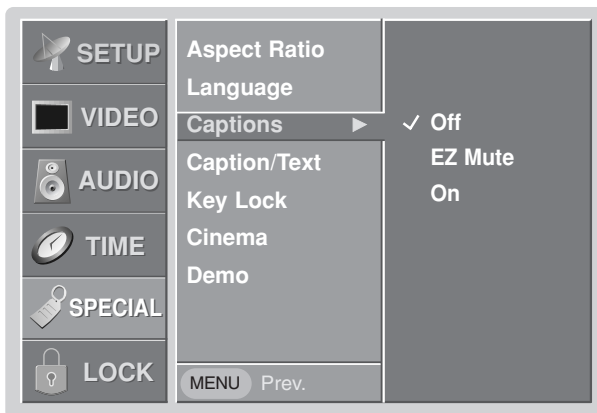 SETUP
VIDEO
AUDIO
TIME
SPECIAL
LOCK
Aspect Ratio
Language
Captions ►
Caption/Text
Key Lock
Cinema
Demo
MENU Prev.
✓ Off
EZ Mute
On